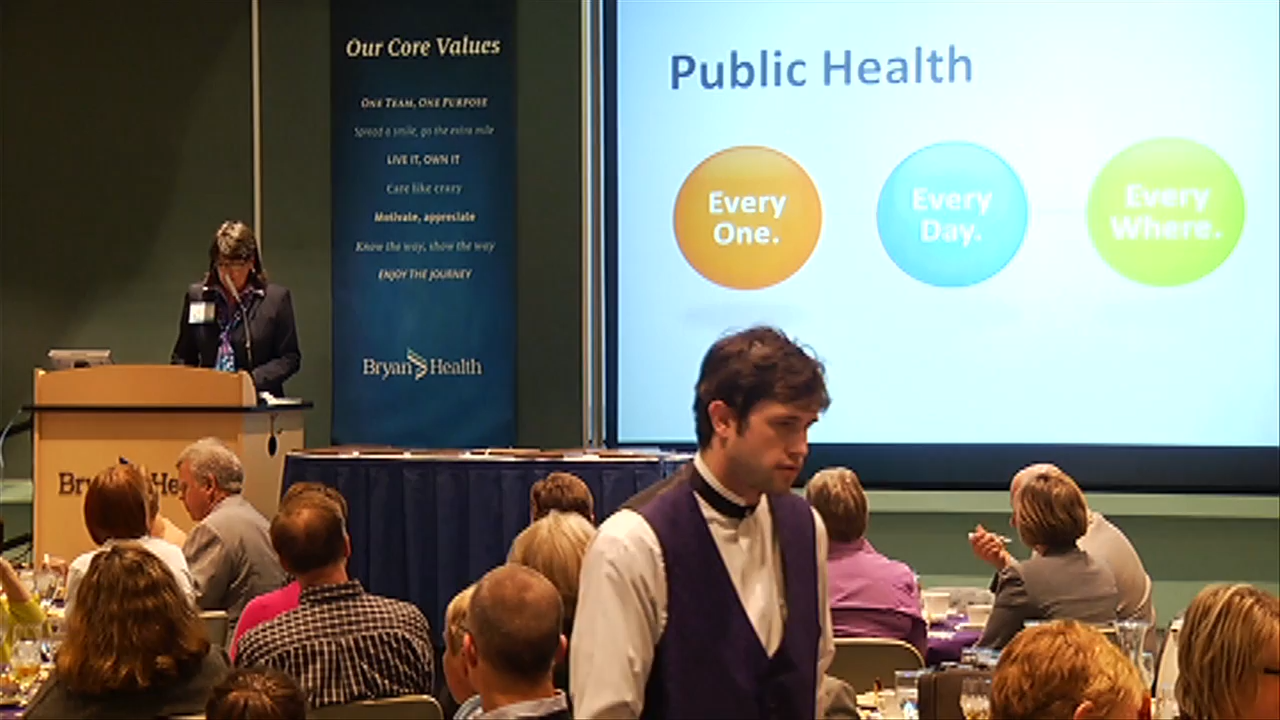 Our Core Values
ONE TEAM, ONE PURPOSE
Spread a smile, go the extra mile
LIVE IT, OWN IT
Care like crazy
Motivate, appreciate
Know the way, show the way
ENJOY THE JOURNEY
Bryan Health
Public Health
Every
One.
Every
Day.
Every
Where.
Bry He